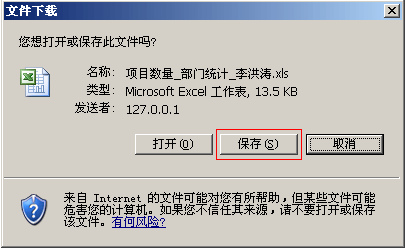 文件下载
您想打开或保存此文件吗?
名称: 项目数量_部门统计_李洪涛.xls
类型: Microsoft Excel 工作表, 13.5 KB
发送者: 127.0.0.1
打开(O) 保存(S) 取消
来自 Internet 的文件可能对您有所帮助,但某些文件可能
危害您的计算机。如果您不信任其来源,请不要打开或保存
该文件。有何风险?